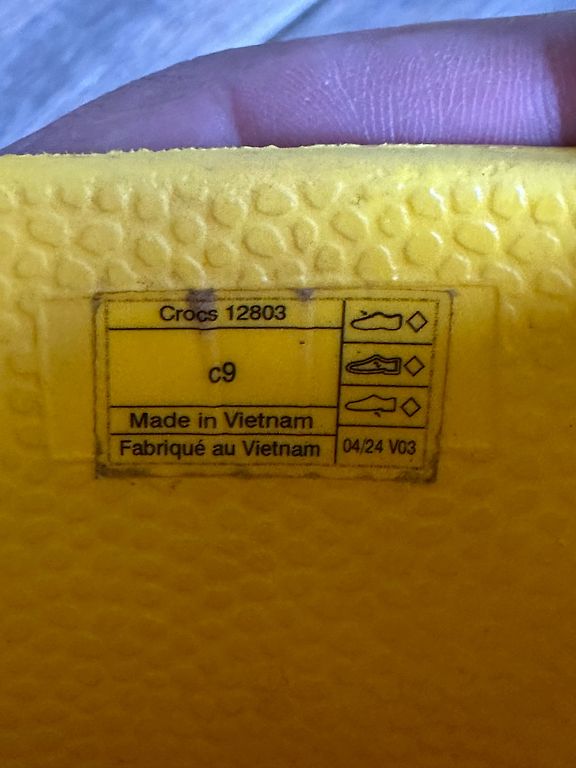 Crocs 12803
c9
Made in Vietnam
Fabriqué au Vietnam
04/24 V03